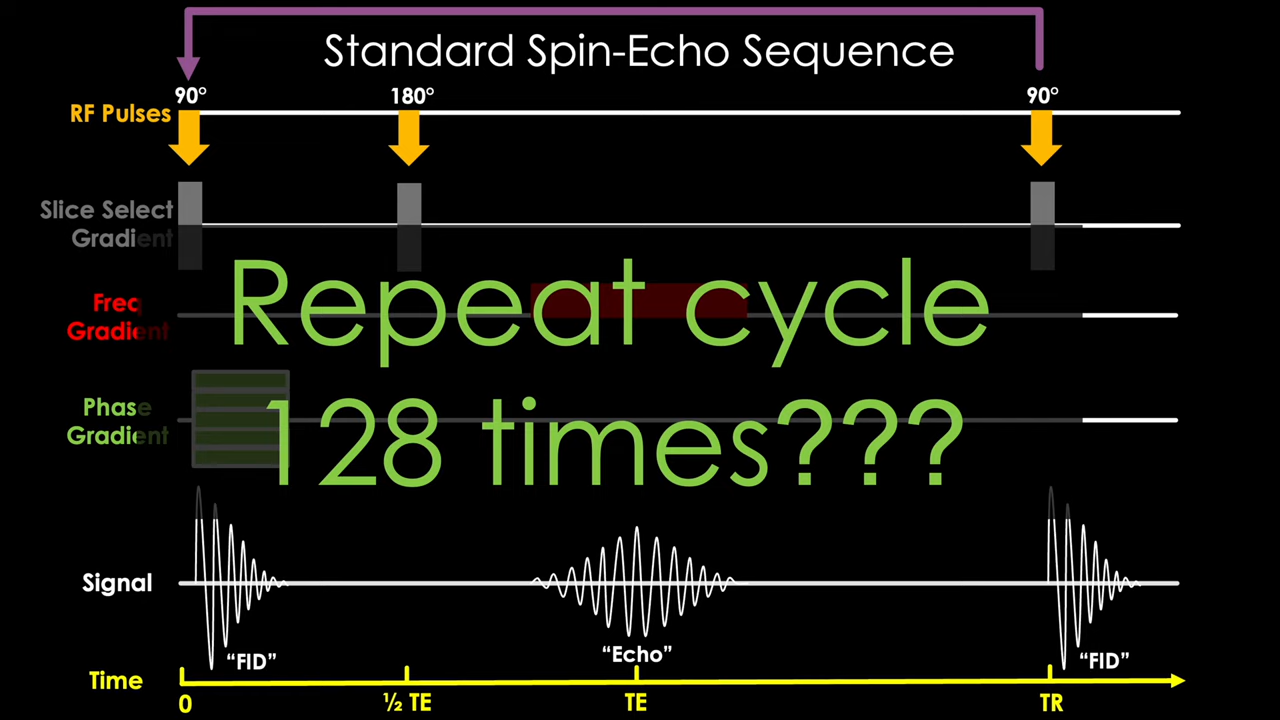 Standard Spin-Echo Sequence
90° 180° 90°
RF Pulses
Slice Select
Gradient
Repeat cycle
Freq
Gradient
128 times???
Phase
Gradient
Signal
“FID” “Echo” “FID”
Time
0 ½ TE TE TR